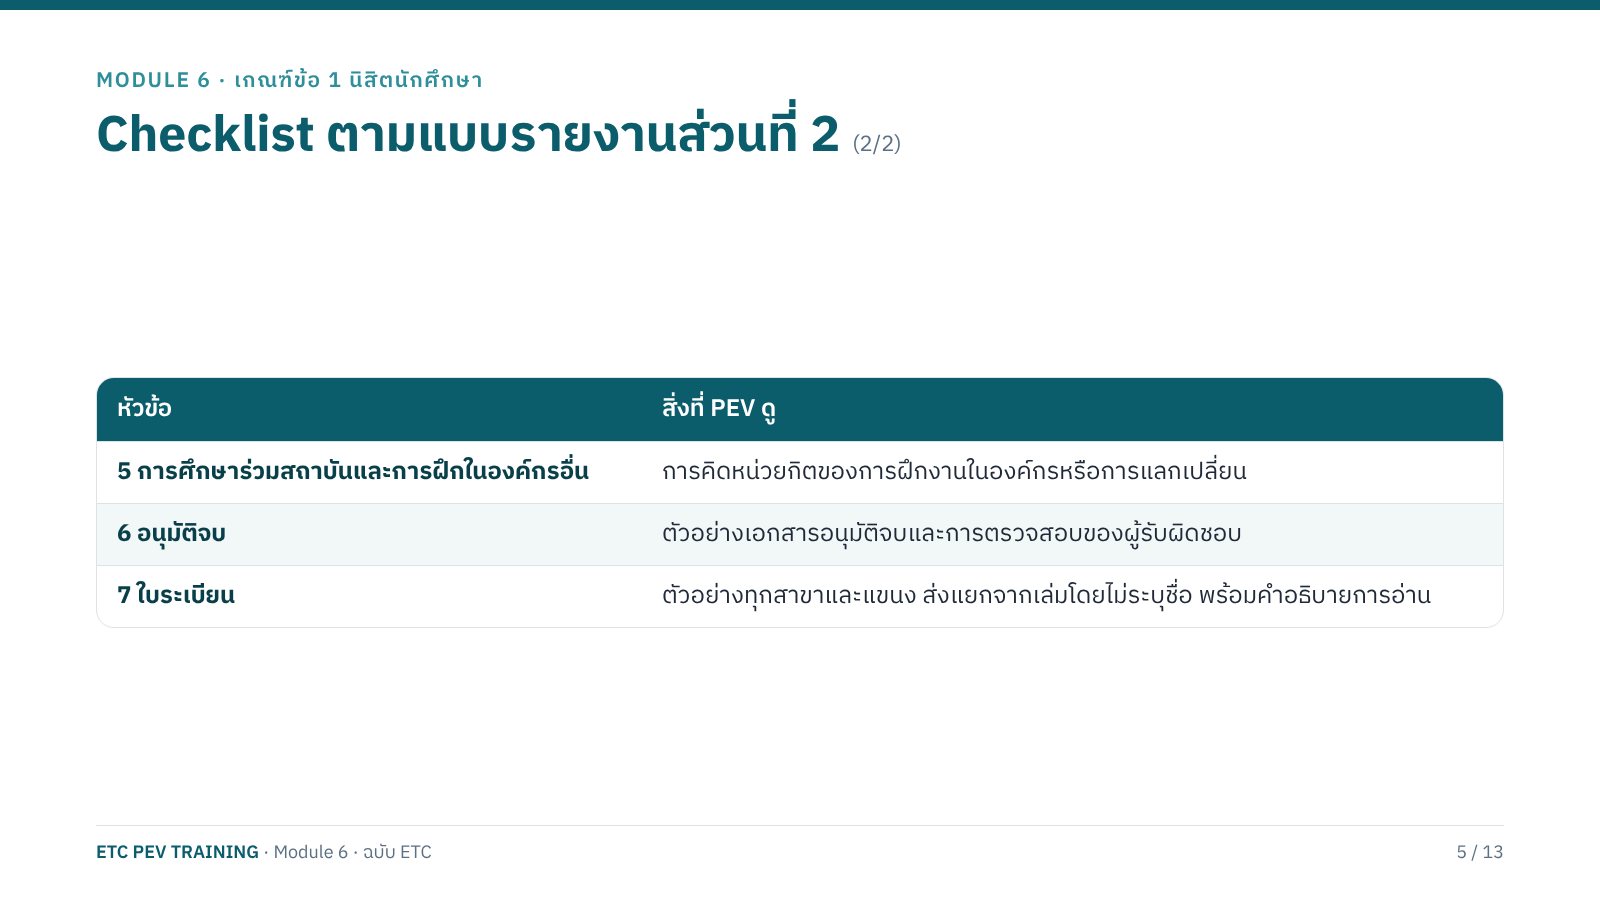 MODULE 6 · เกณฑ์ข้อ 1 นิสิตนักศึกษา
Checklist ตามแบบรายงานส่วนที่ 2 (2/2)
หัวข้อ สิ่งที่ PEV ดู
5 การศึกษาร่วมสถาบันและการฝึกในองค์กรอื่น การคิดหน่วยกิตของการฝึกงานในองค์กรหรือการแลกเปลี่ยน
6 อนุมัติจบ ตัวอย่างเอกสารอนุมัติจบและการตรวจสอบของผู้รับผิดชอบ
7 ใบระเบียน ตัวอย่างทุกสาขาและแขนง ส่งแยกจากเล่มโดยไม่ระบุชื่อ พร้อมคำอธิบายการอ่าน
ETC PEV TRAINING · Module 6 · ฉบับ ETC 5 / 13